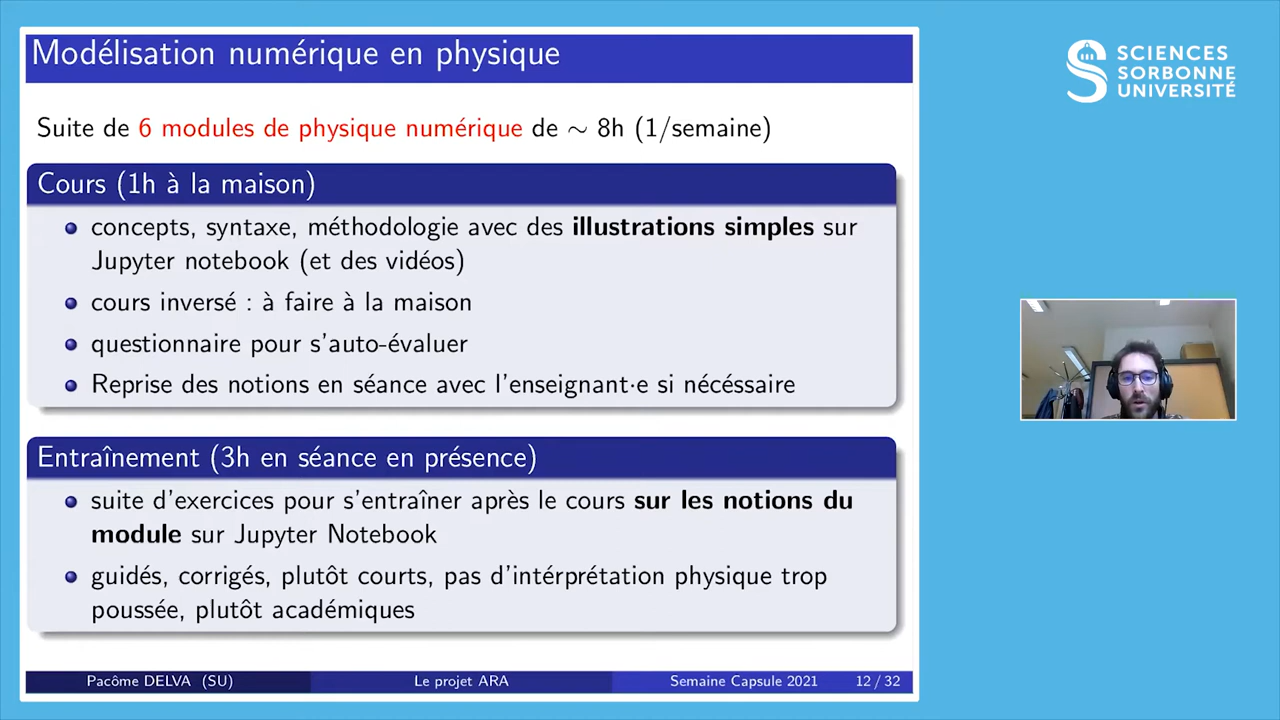 Modélisation numérique en physique
SCIENCES
SORBONNE
UNIVERSITÉ
Suite de 6 modules de physique numérique de ∼ 8h (1/semaine)
Cours (1h à la maison)
concepts, syntaxe, méthodologie avec des illustrations simples sur
Jupyter notebook (et des vidéos)
cours inversé : à faire à la maison
questionnaire pour s'auto-évaluer
Reprise des notions en séance avec l'enseignant·e si nécéssaire
Entraînement (3h en séance en présence)
suite d'exercices pour s'entraîner après le cours sur les notions du
module sur Jupyter Notebook
guidés, corrigés, plutôt courts, pas d'intérprétation physique trop
poussée, plutôt académiques
Pacôme DELVA (SU) Le projet ARA Semaine Capsule 2021 12 / 32